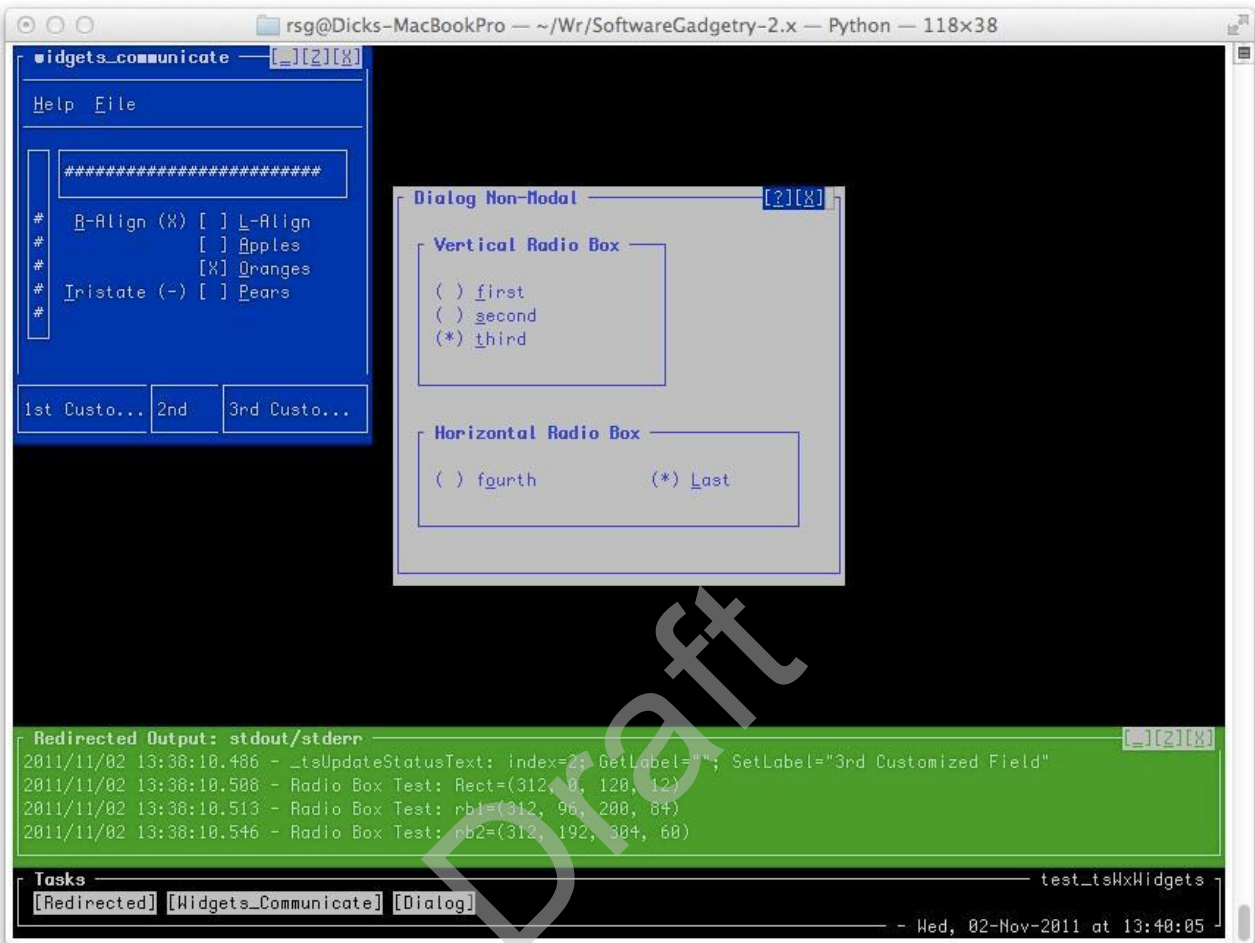 rsg@Dicks-MacBookPro — ~/Wr/SoftwareGadgetry-2.x — Python — 118×38
widgets_communicate [_][Z][X]
Help File
#########################
# R-Align (X) [ ] L-Align
# [ ] Apples
# [X] Oranges
# Tristate (-) [ ] Pears
#
1st Custo... 2nd 3rd Custo...
Dialog Non-Modal [?][X]
Vertical Radio Box
( ) first
( ) second
(*) third
Horizontal Radio Box
( ) fourth (*) Last
Redirected Output: stdout/stderr [_][Z][X]
2011/11/02 13:38:10.486 - _tsUpdateStatusText: index=2; GetLabel=""; SetLabel="3rd Customized Field"
2011/11/02 13:38:10.508 - Radio Box Test: Rect=(312, 0, 120, 12)
2011/11/02 13:38:10.513 - Radio Box Test: rb1=(312, 96, 200, 84)
2011/11/02 13:38:10.546 - Radio Box Test: rb2=(312, 192, 304, 60)
Tasks test_tsWxWidgets
[Redirected] [Widgets_Communicate] [Dialog]
- Wed, 02-Nov-2011 at 13:40:05
Draft